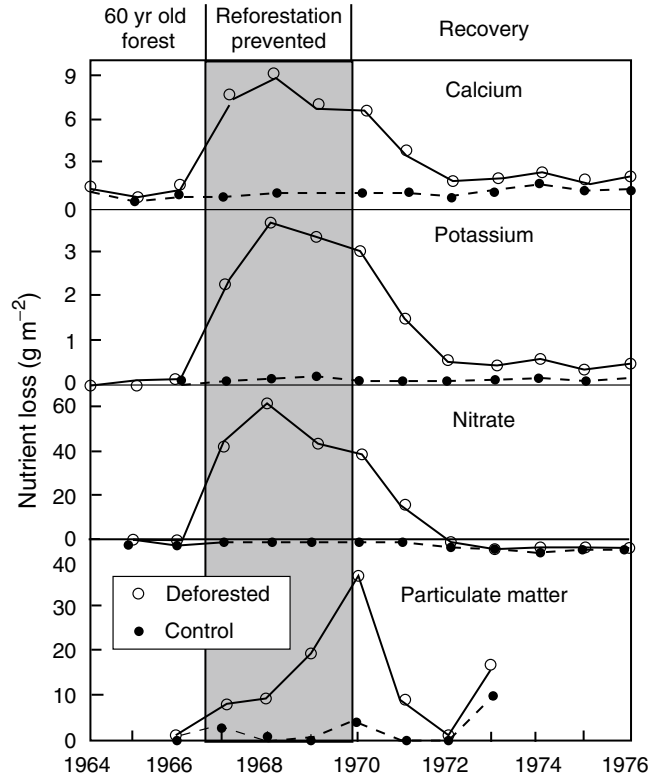 60 yr old
forest
Reforestation
prevented
Recovery
9
6
3
0
Calcium
3
2
1
0
Potassium
60
40
20
0
Nitrate
40
30
20
10
0
Particulate matter
Deforested
Control
Nutrient loss (g m⁻²)
1964
1966
1968
1970
1972
1974
1976